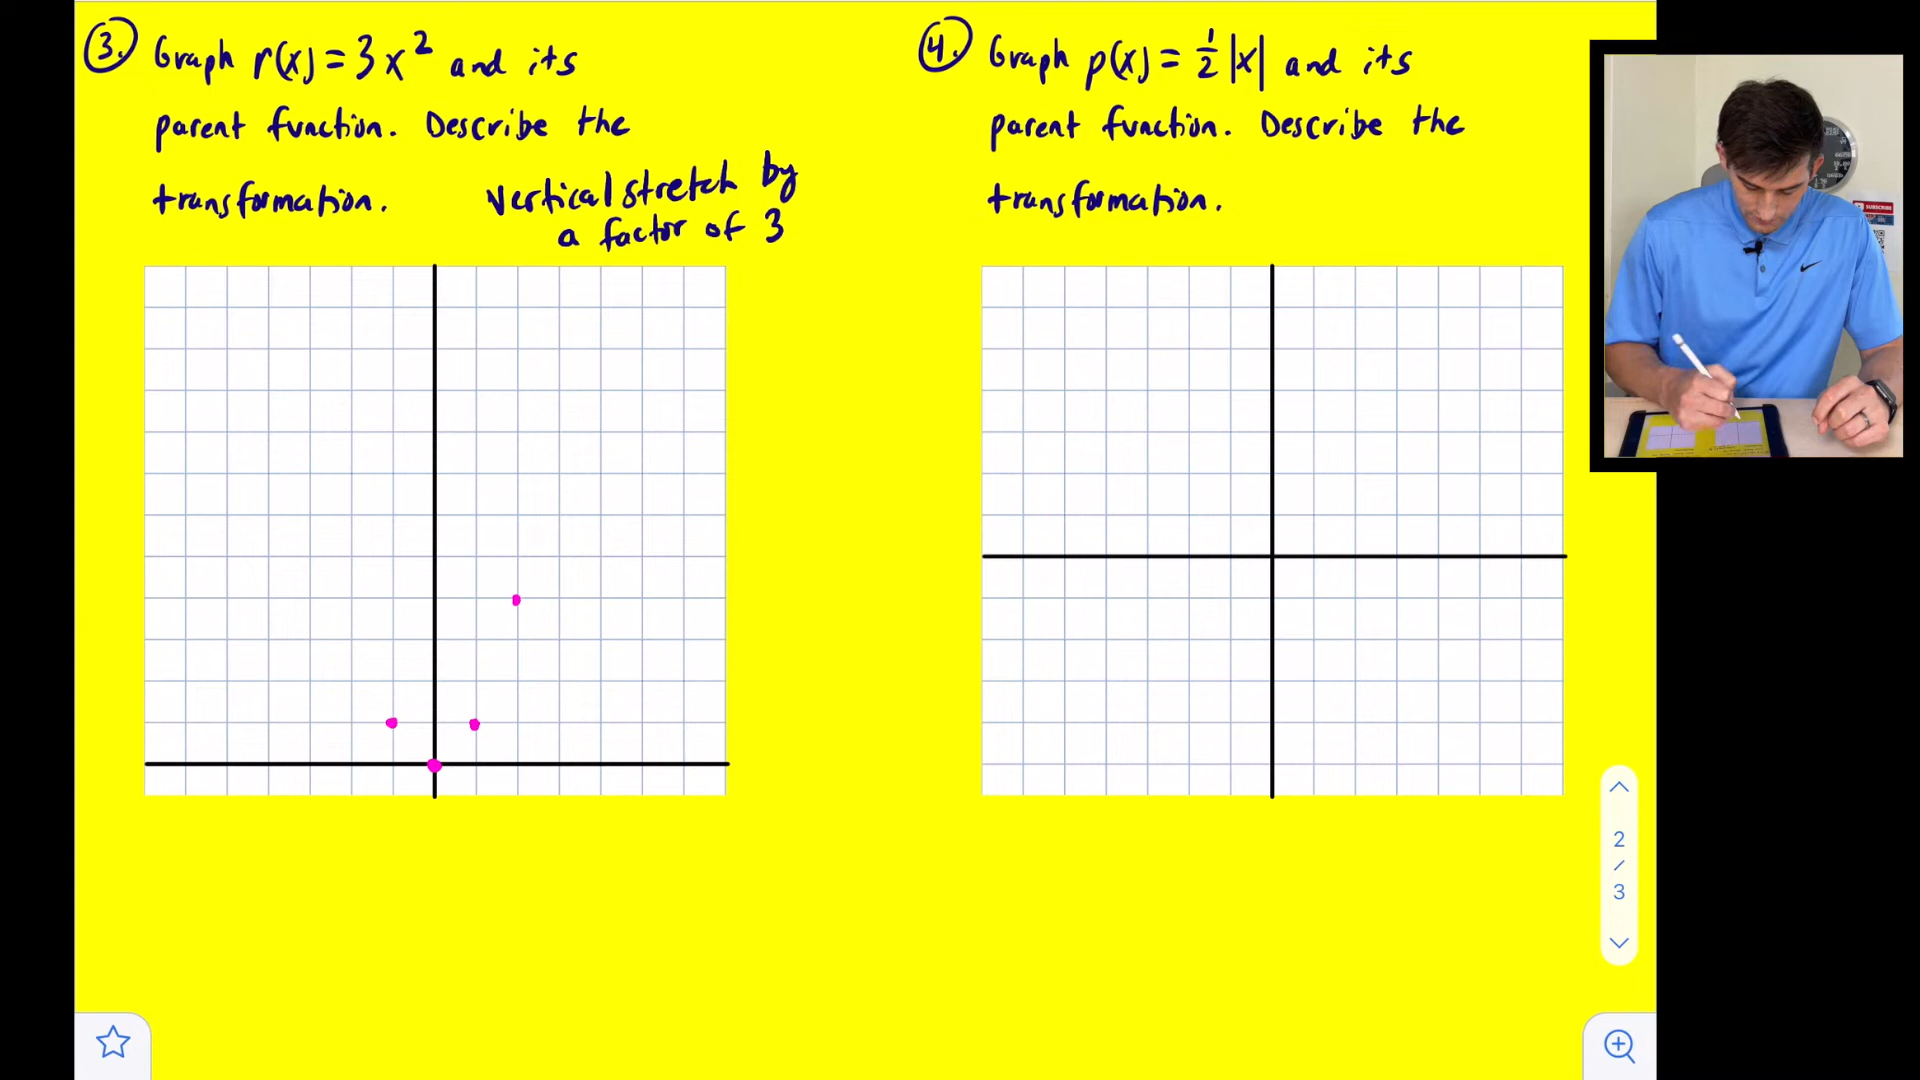 3. Graph r(x) = 3x² and its
parent function. Describe the
transformation.
Vertical stretch by
a factor of 3
4. Graph p(x) = ½|x| and its
parent function. Describe the
transformation.
SUBSCRIBE
2
/
3